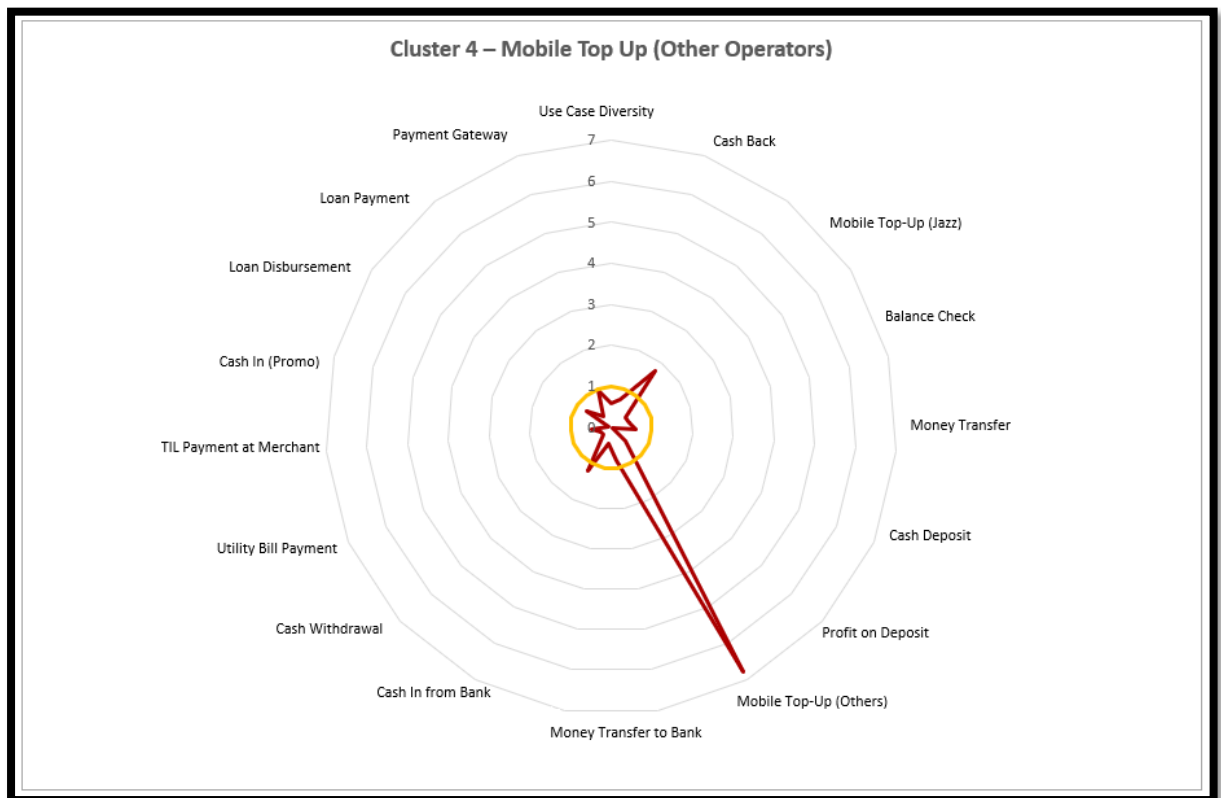 Cluster 4 – Mobile Top Up (Other Operators)
Use Case Diversity
Payment Gateway
Cash Back
Loan Payment
Mobile Top-Up (Jazz)
Loan Disbursement
Balance Check
Cash In (Promo)
Money Transfer
TIL Payment at Merchant
Cash Deposit
Utility Bill Payment
Profit on Deposit
Cash Withdrawal
Mobile Top-Up (Others)
Cash In from Bank
Money Transfer to Bank
7
6
5
4
3
2
1
0